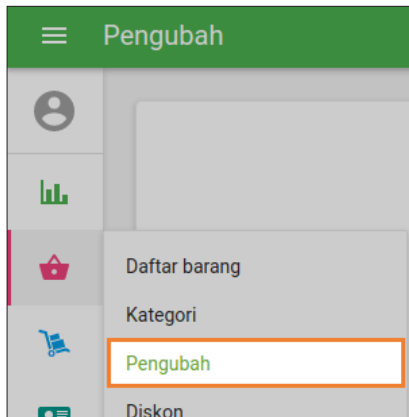 Pengubah
Daftar barang
Kategori
Pengubah
Diskon